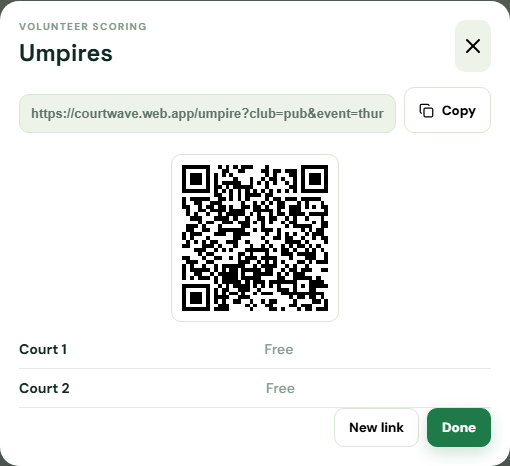 VOLUNTEER SCORING
Umpires
https://courtwave.web.app/umpire?club=pub&event=thur
Copy
Court 1 Free
Court 2 Free
New link Done